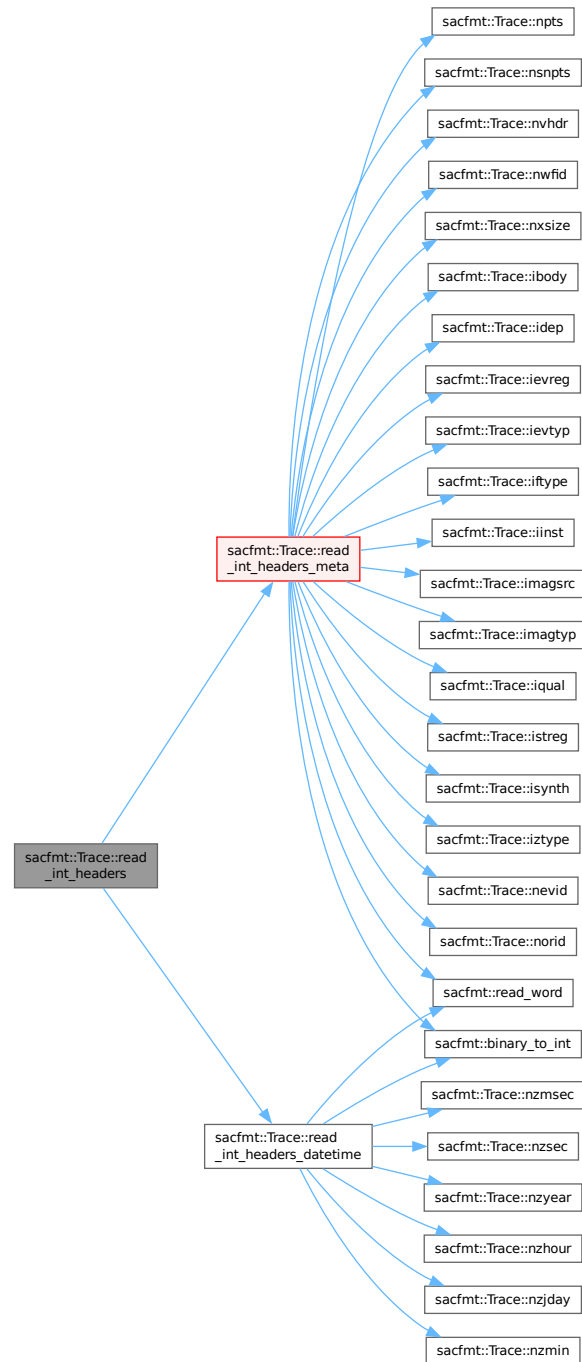 sacfmt::Trace::npts
sacfmt::Trace::nsnpts
sacfmt::Trace::nvhdr
sacfmt::Trace::nwfid
sacfmt::Trace::nxsize
sacfmt::Trace::ibody
sacfmt::Trace::idep
sacfmt::Trace::ievreg
sacfmt::Trace::ievtyp
sacfmt::Trace::iftype
sacfmt::Trace::iinst
sacfmt::Trace::read
_int_headers_meta
sacfmt::Trace::imagsrc
sacfmt::Trace::imagtyp
sacfmt::Trace::iqual
sacfmt::Trace::istreg
sacfmt::Trace::isynth
sacfmt::Trace::iztype
sacfmt::Trace::read
_int_headers
sacfmt::Trace::nevid
sacfmt::Trace::norid
sacfmt::read_word
sacfmt::binary_to_int
sacfmt::Trace::nzmsec
sacfmt::Trace::read
_int_headers_datetime
sacfmt::Trace::nzsec
sacfmt::Trace::nzyear
sacfmt::Trace::nzhour
sacfmt::Trace::nzjday
sacfmt::Trace::nzmin